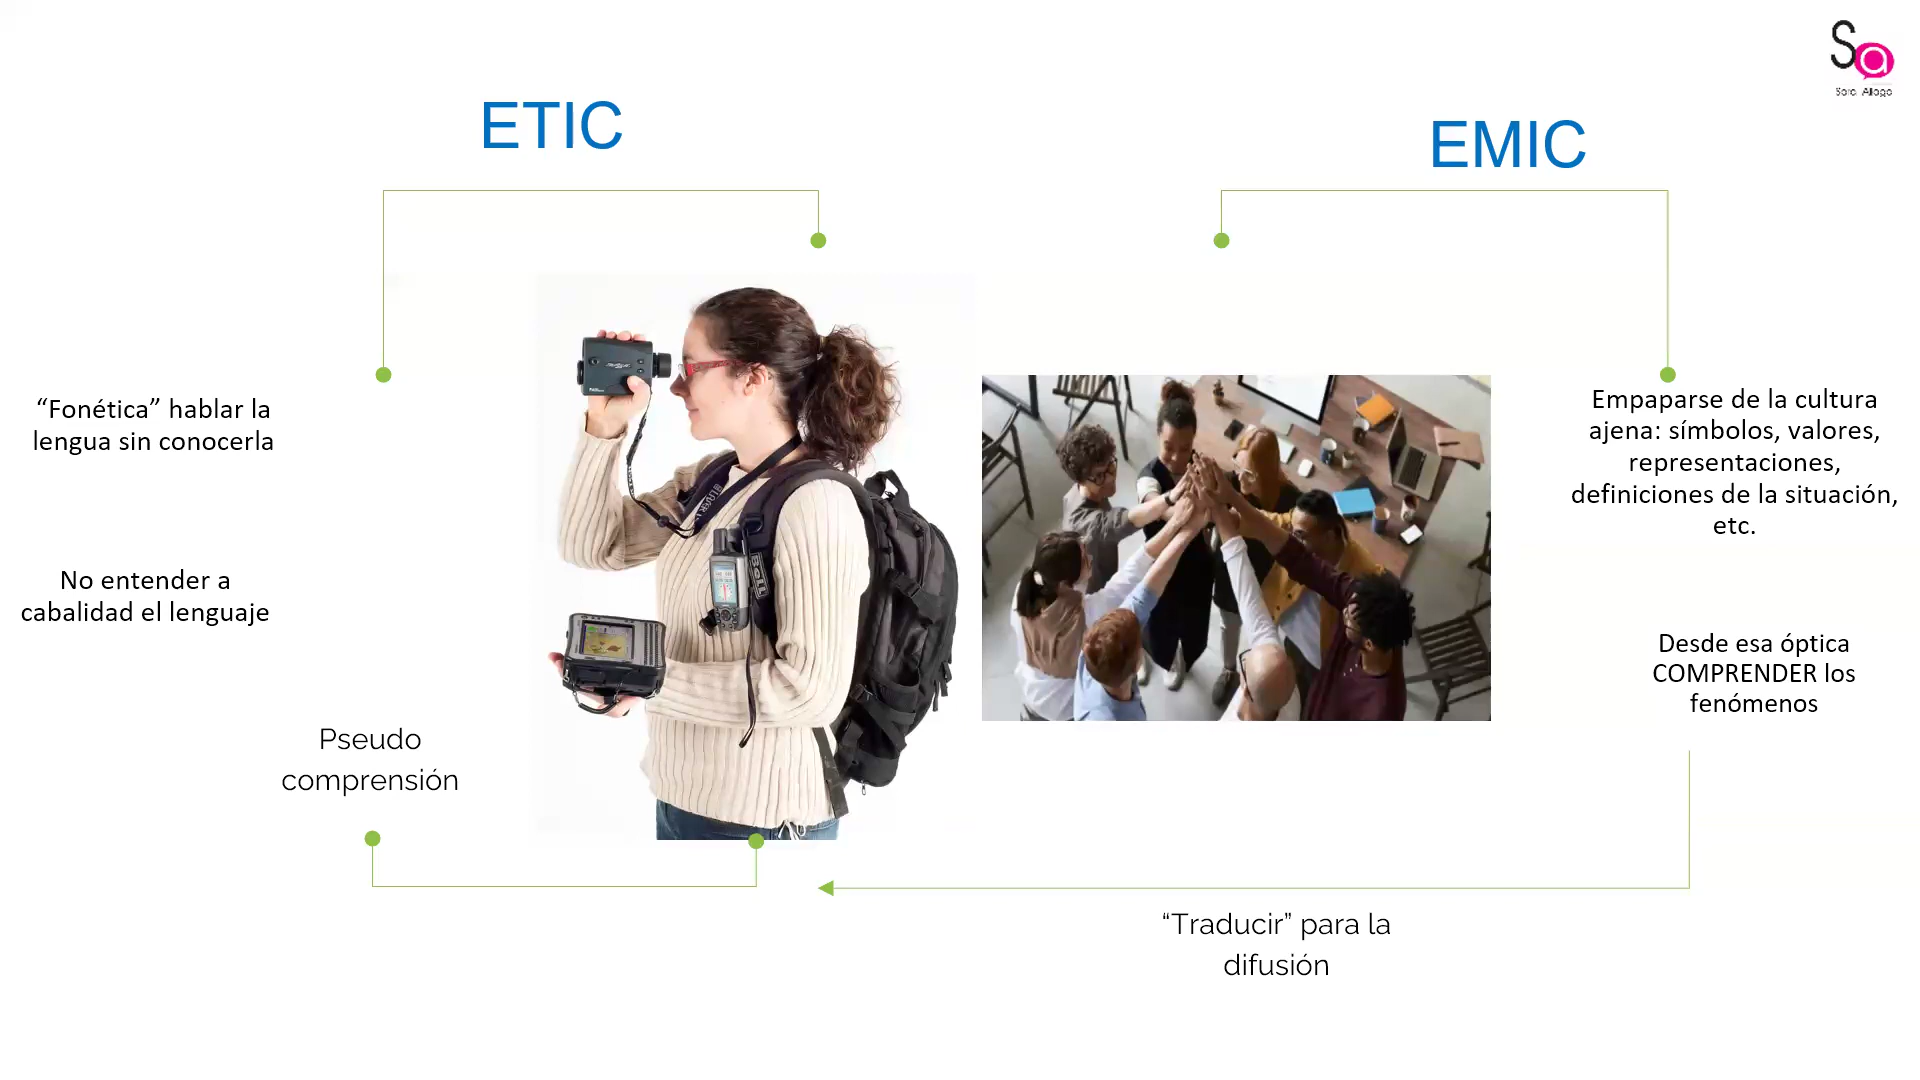 ETIC
EMIC
“Fonética” hablar la
lengua sin conocerla
No entender a
cabalidad el lenguaje
Pseudo
comprensión
Empaparse de la cultura
ajena: símbolos, valores,
representaciones,
definiciones de la situación,
etc.
Desde esa óptica
COMPRENDER los
fenómenos
“Traducir” para la
difusión
Sa